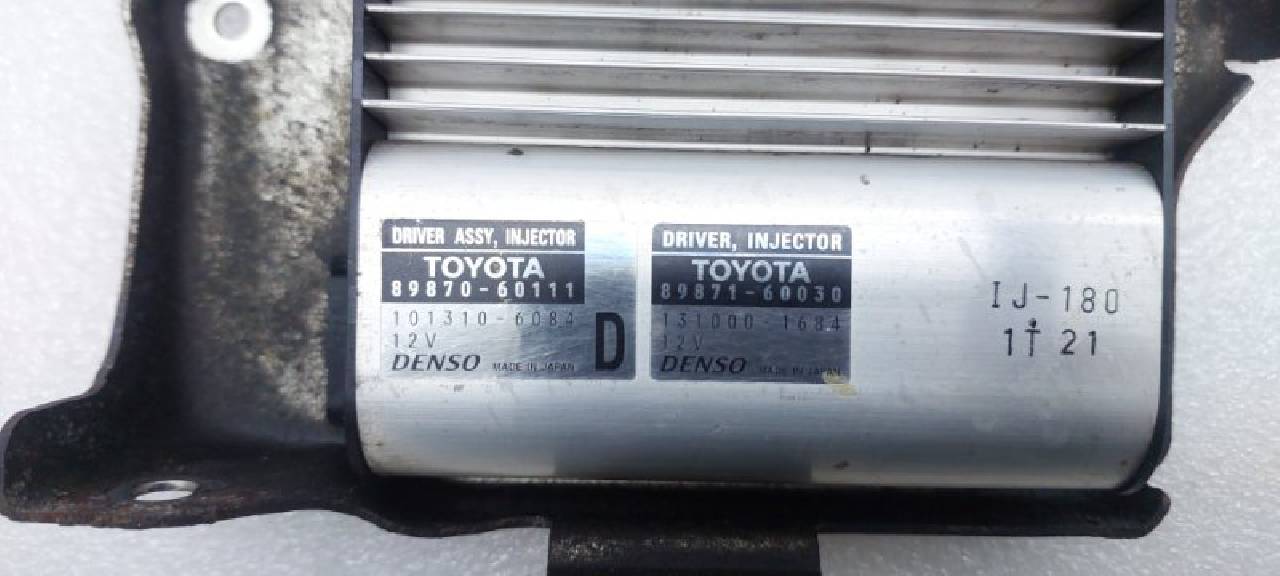 DRIVER ASSY, INJECTOR
TOYOTA
89870-60111
101310-6084
12V
DENSO MADE IN JAPAN
D
DRIVER, INJECTOR
TOYOTA
89871-60030
131000-1684
12V
DENSO MADE IN JAPAN
IJ-180
1T 21